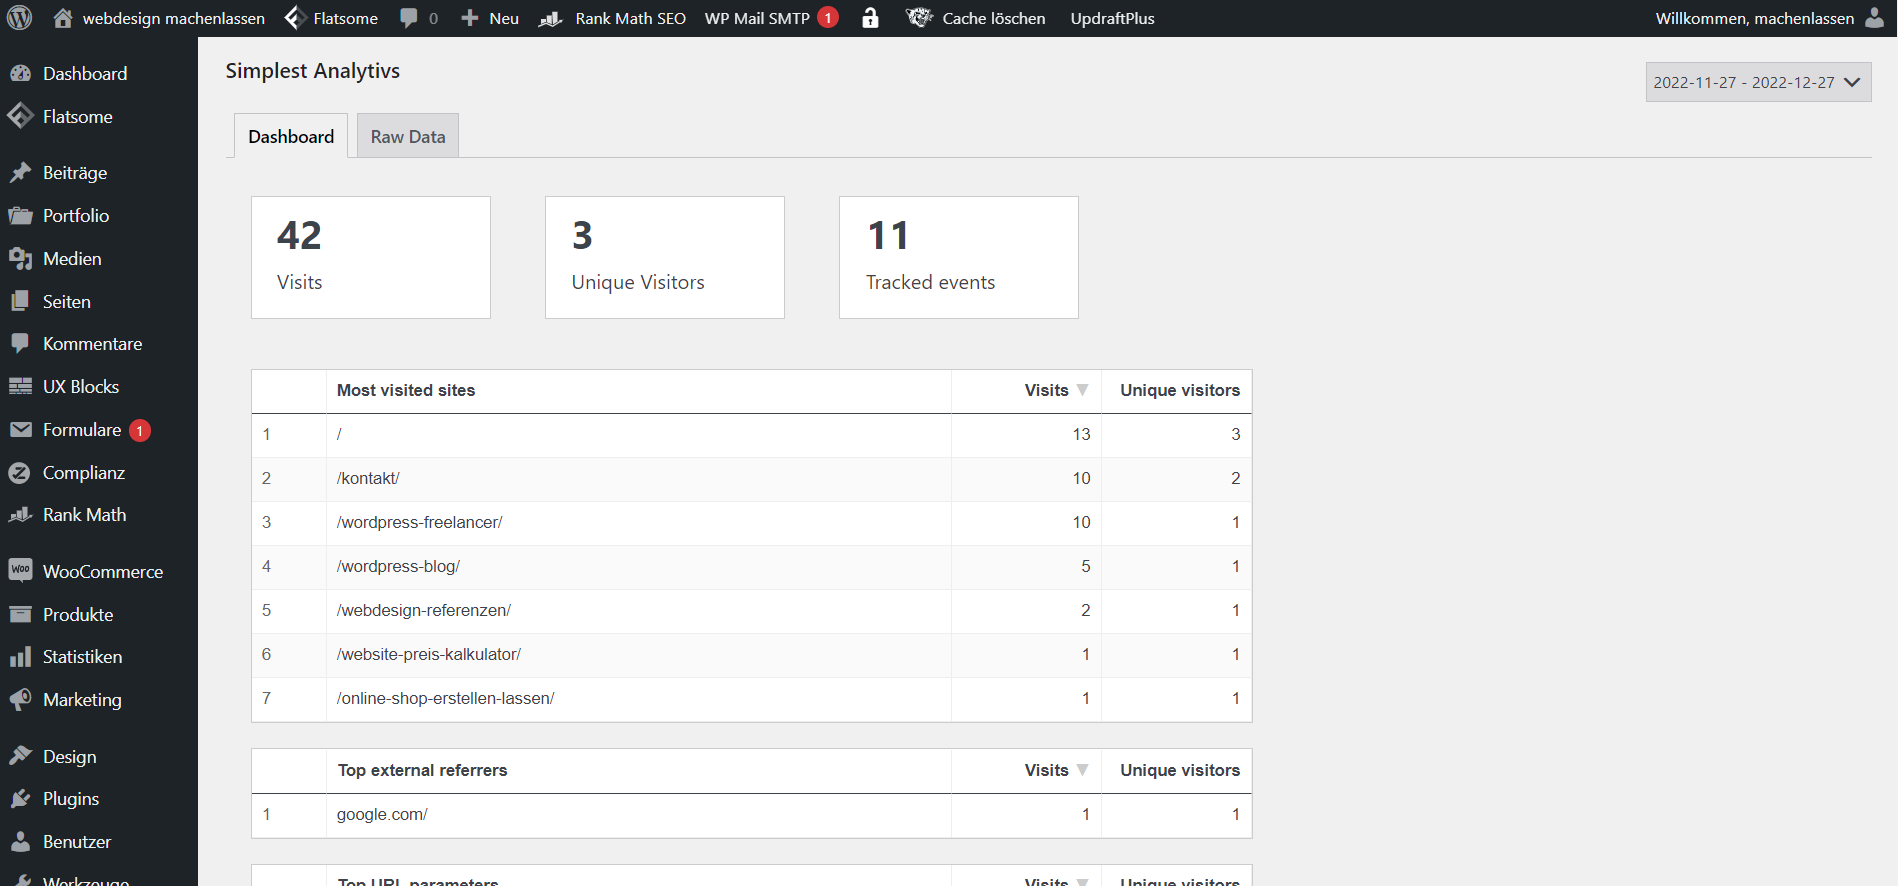 webdesign machenlassen Flatsome 0 Neu Rank Math SEO WP Mail SMTP 1 Cache löschen UpdraftPlus Willkommen, machenlassen
Dashboard
Flatsome
Beiträge
Portfolio
Medien
Seiten
Kommentare
UX Blocks
Formulare 1
Complianz
Rank Math
WooCommerce
Produkte
Statistiken
Marketing
Design
Plugins
Benutzer
Werkzeuge
Simplest Analytivs
2022-11-27 - 2022-12-27
Dashboard Raw Data
42
Visits
3
Unique Visitors
11
Tracked events
Most visited sites Visits ▼ Unique visitors
1 / 13 3
2 /kontakt/ 10 2
3 /wordpress-freelancer/ 10 1
4 /wordpress-blog/ 5 1
5 /webdesign-referenzen/ 2 1
6 /website-preis-kalkulator/ 1 1
7 /online-shop-erstellen-lassen/ 1 1
Top external referrers Visits ▼ Unique visitors
1 google.com/ 1 1
Top URL parameters Visits ▼ Unique visitors